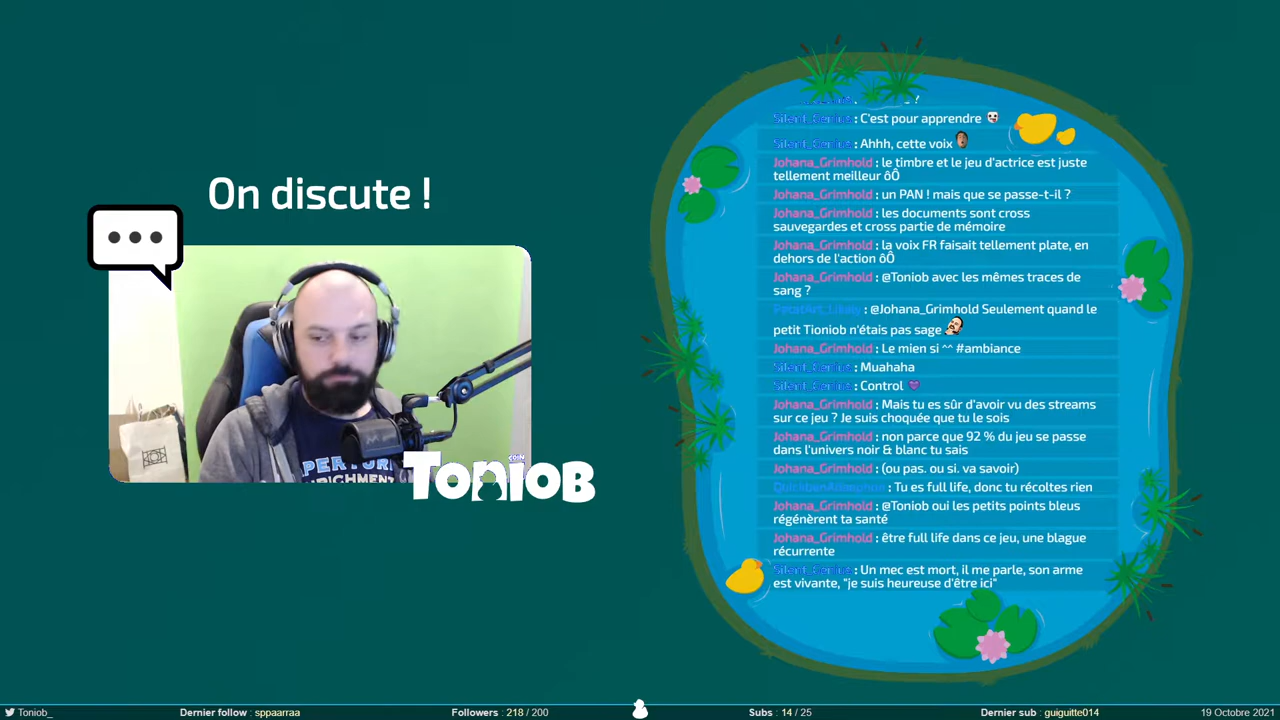 On discute !
APERTURE
TONIOB
COIN
Silent_Genius : C'est pour apprendre
Silent_Genius : Ahhh, cette voix
Johana_Grimhold : le timbre et le jeu d'actrice est juste
tellement meilleur ôÔ
Johana_Grimhold : un PAN ! mais que se passe-t-il ?
Johana_Grimhold : les documents sont cross
sauvegardes et cross partie de mémoire
Johana_Grimhold : la voix FR faisait tellement plate, en
dehors de l'action ôÔ
Johana_Grimhold : @Toniob avec les mêmes traces de
sang ?
: @Johana_Grimhold Seulement quand le
petit Tioniob n'étais pas sage
Johana_Grimhold : Le mien si ^^ #ambiance
Silent_Genius : Muahaha
Silent_Genius : Control
Johana_Grimhold : Mais tu es sûr d'avoir vu des streams
sur ce jeu ? Je suis choquée que tu le sois
Johana_Grimhold : non parce que 92 % du jeu se passe
dans l'univers noir & blanc tu sais
Johana_Grimhold : (ou pas. ou si. va savoir)
: Tu es full life, donc tu récoltes rien
Johana_Grimhold : @Toniob oui les petits points bleus
régénèrent ta santé
Johana_Grimhold : être full life dans ce jeu, une blague
récurrente
Silent_Genius : Un mec est mort, il me parle, son arme
est vivante, "je suis heureuse d'être ici"
Toniob_ Dernier follow : sppaarraa Followers : 218 / 200 Subs : 14 / 25 Dernier sub : guiguitte014 19 Octobre 2021